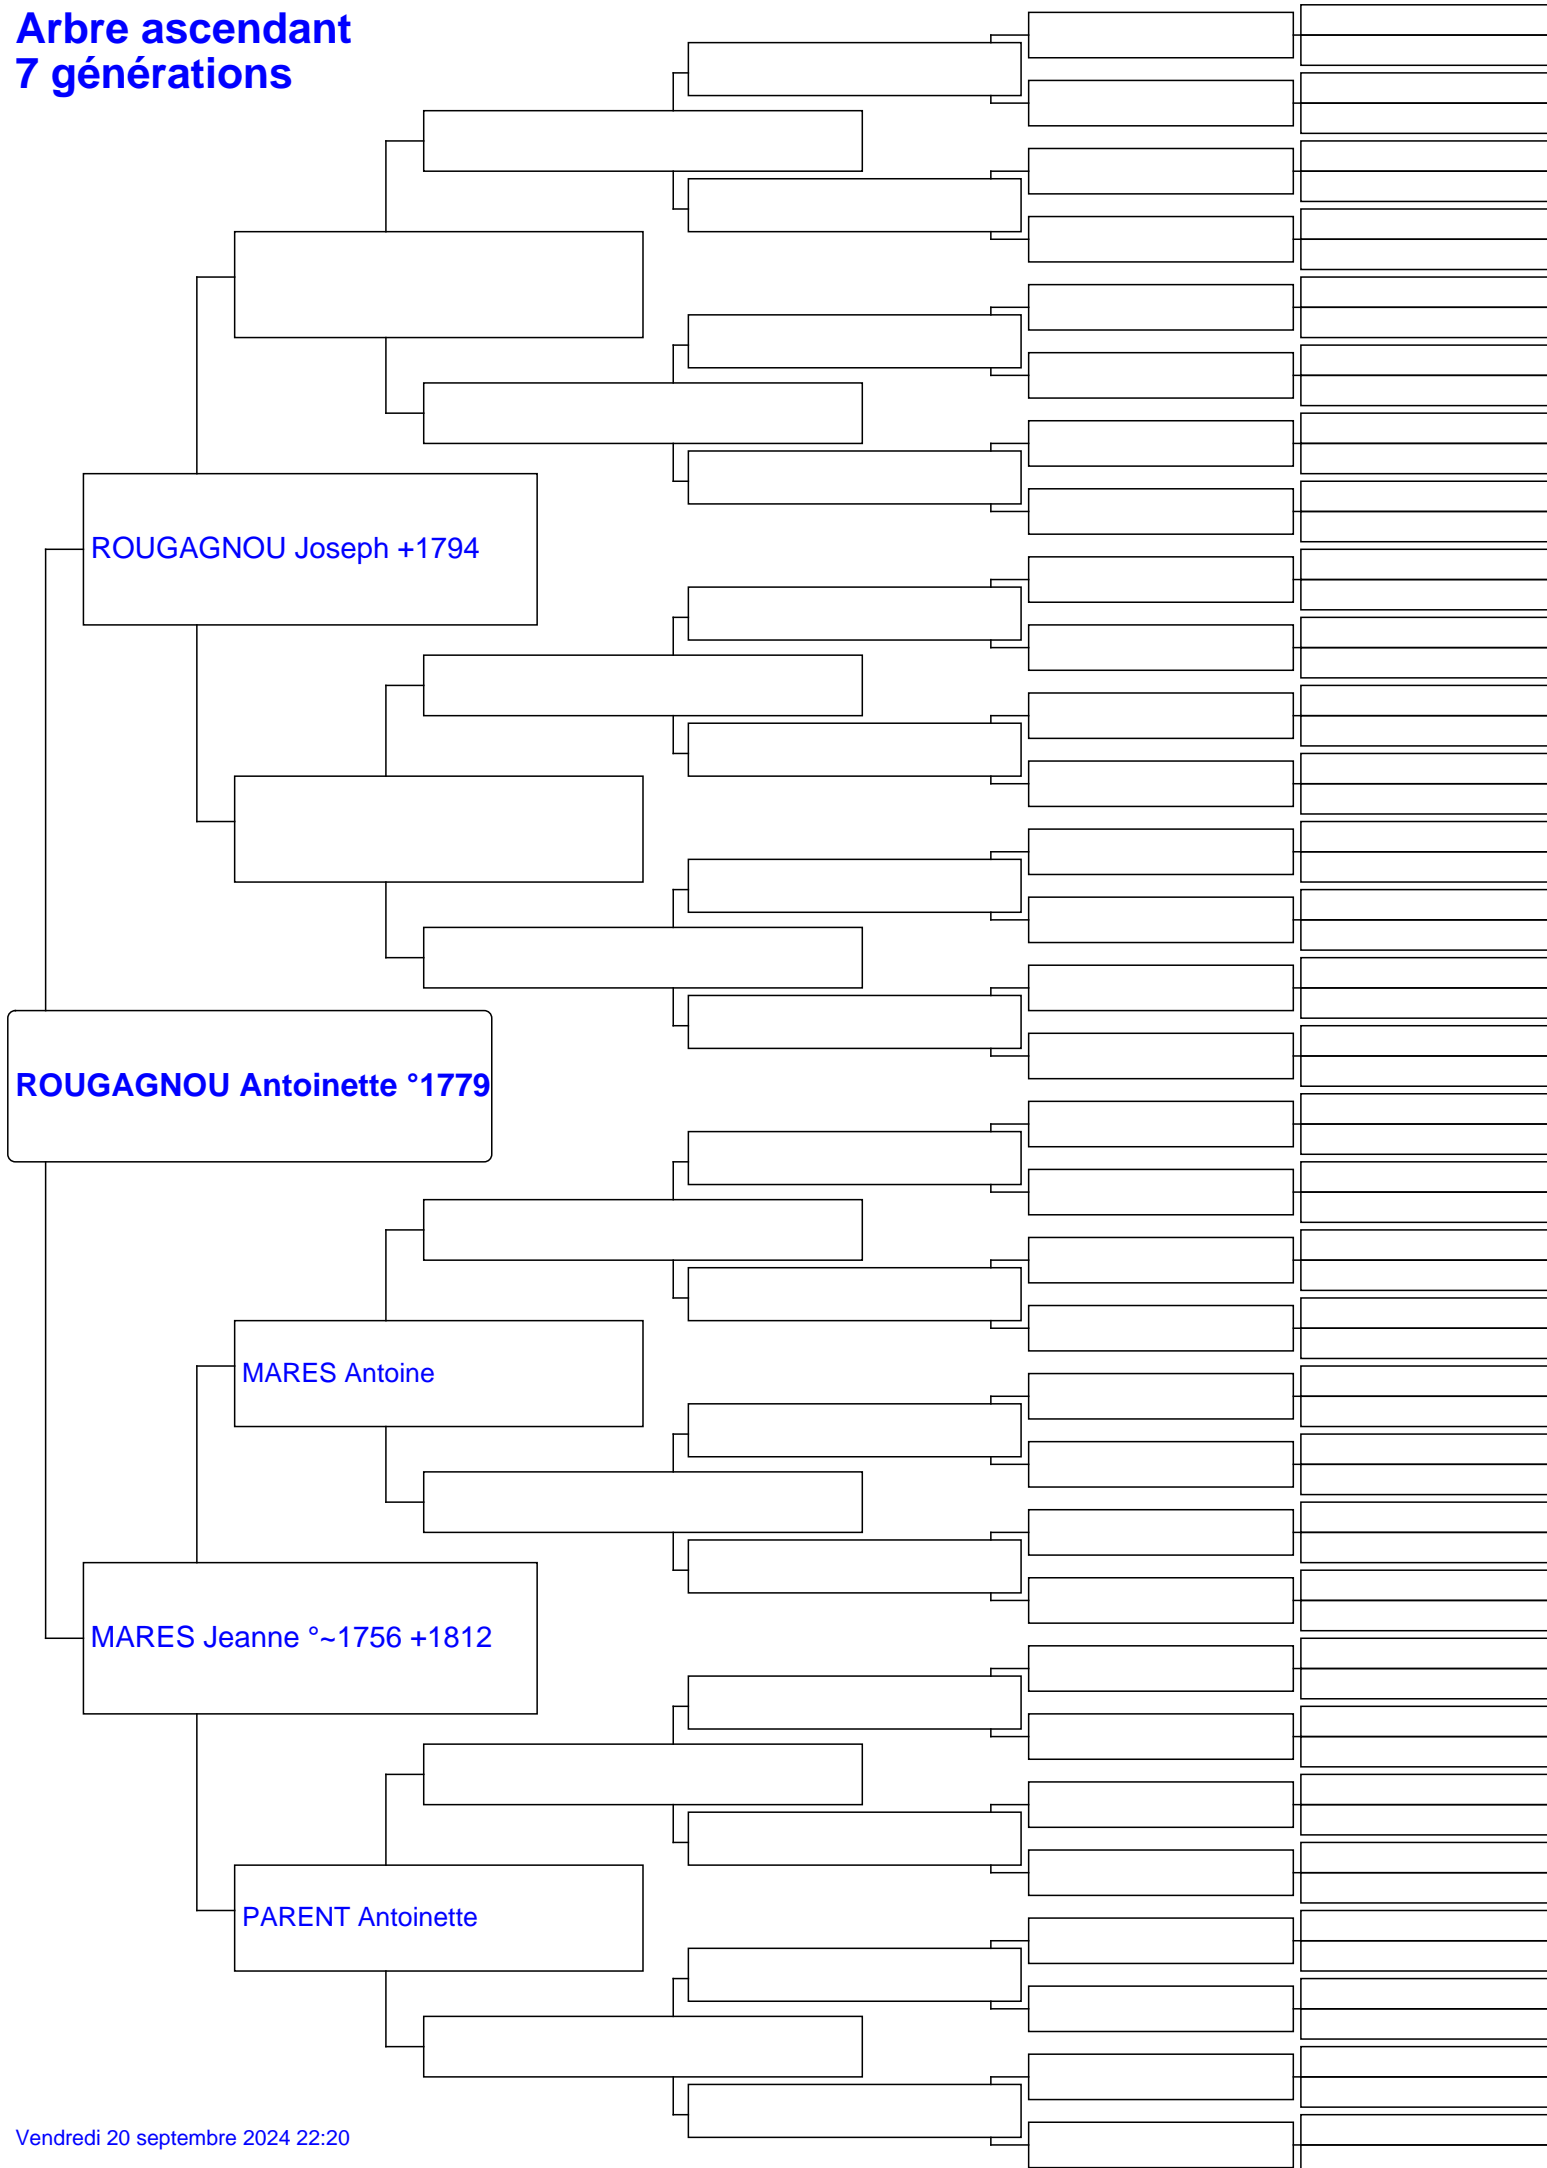 Arbre ascendant
7 générations
ROUGAGNOU Joseph +1794
ROUGAGNOU Antoinette °1779
MARES Antoine
MARES Jeanne °~1756 +1812
PARENT Antoinette
Vendredi 20 septembre 2024 22:20